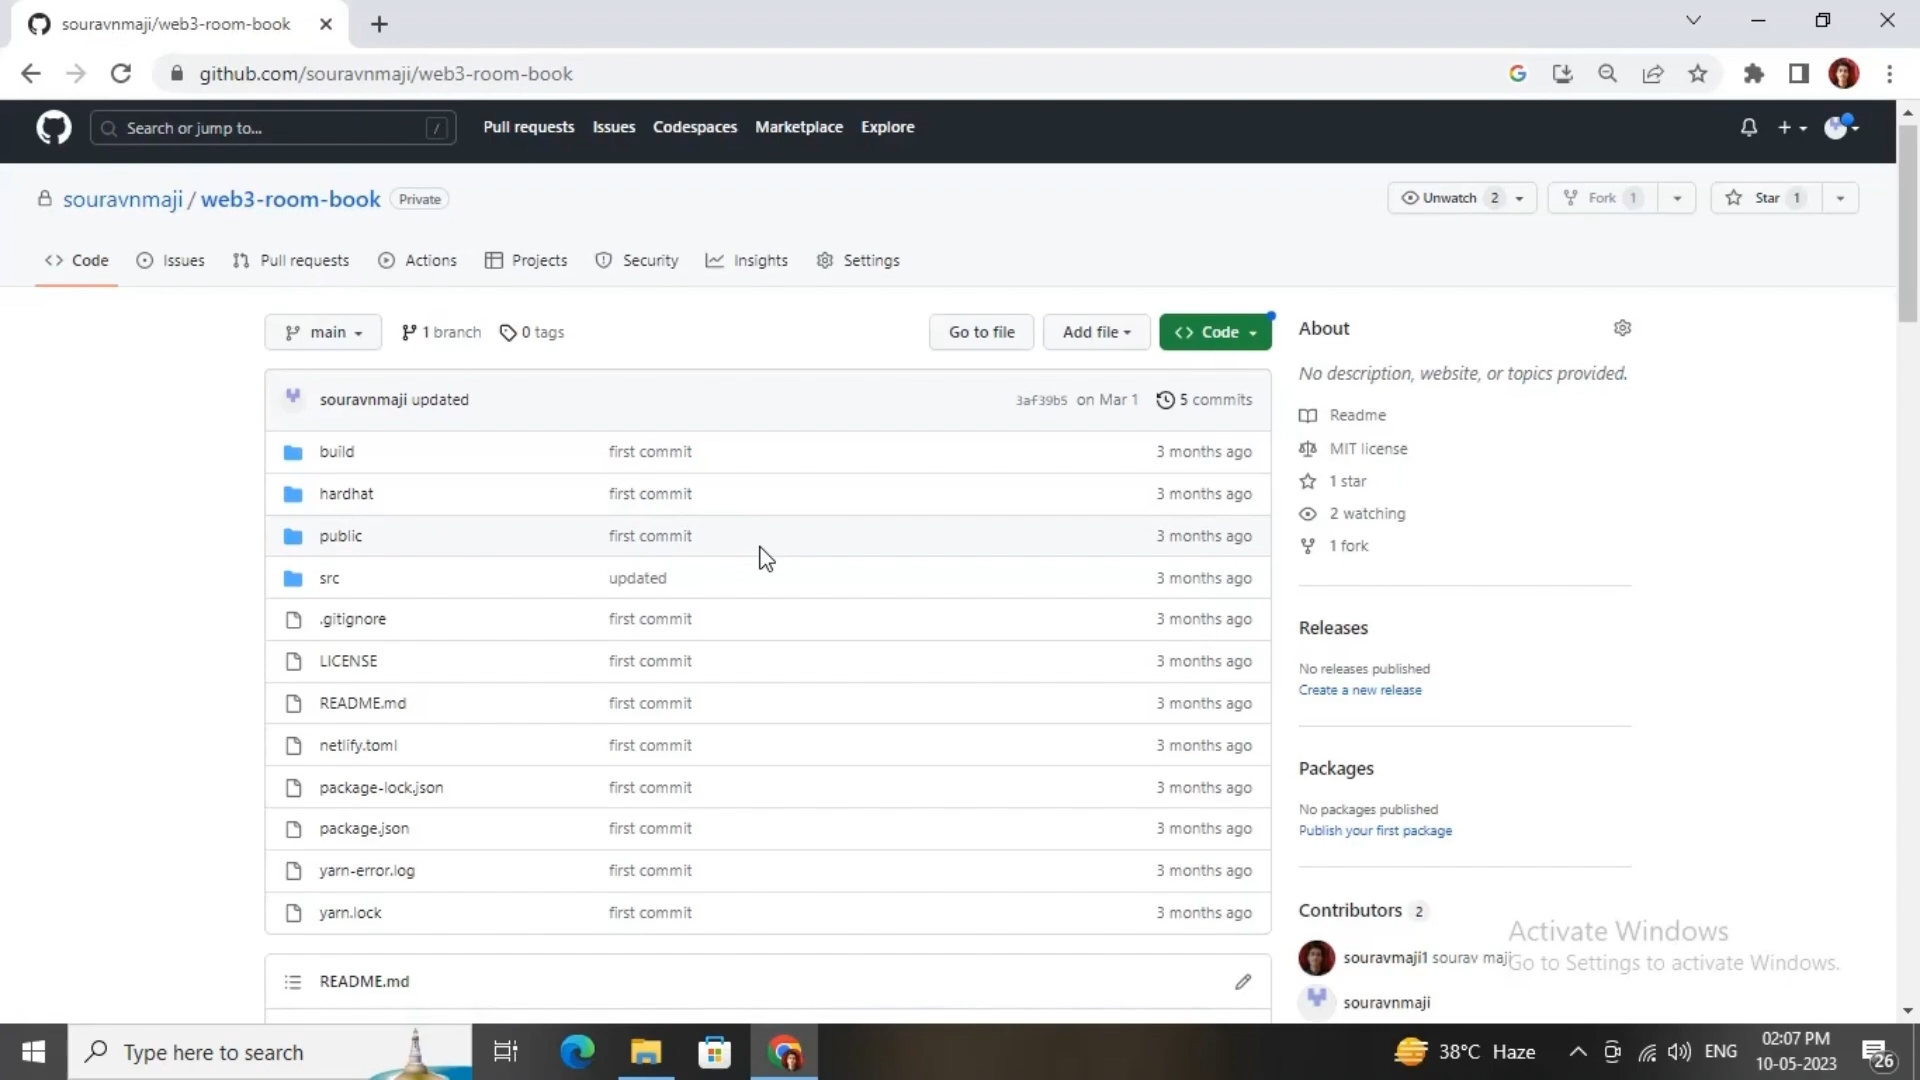 souravnmaji/web3-room-book
github.com/souravnmaji/web3-room-book
Search or jump to... /
Pull requests Issues Codespaces Marketplace Explore
souravnmaji / web3-room-book Private
Unwatch 2 Fork 1 Star 1
Code Issues Pull requests Actions Projects Security Insights Settings
main 1 branch 0 tags Go to file Add file Code
souravnmaji updated 3af39b5 on Mar 1 5 commits
build first commit 3 months ago
hardhat first commit 3 months ago
public first commit 3 months ago
src updated 3 months ago
.gitignore first commit 3 months ago
LICENSE first commit 3 months ago
README.md first commit 3 months ago
netlify.toml first commit 3 months ago
package-lock.json first commit 3 months ago
package.json first commit 3 months ago
yarn-error.log first commit 3 months ago
yarn.lock first commit 3 months ago
README.md
About
No description, website, or topics provided.
Readme
MIT license
1 star
2 watching
1 fork
Releases
No releases published
Create a new release
Packages
No packages published
Publish your first package
Contributors 2
souravmaji1 sourav maji
souravnmaji
Activate Windows
Go to Settings to activate Windows.
Type here to search
38°C Haze
ENG
02:07 PM
10-05-2023
26